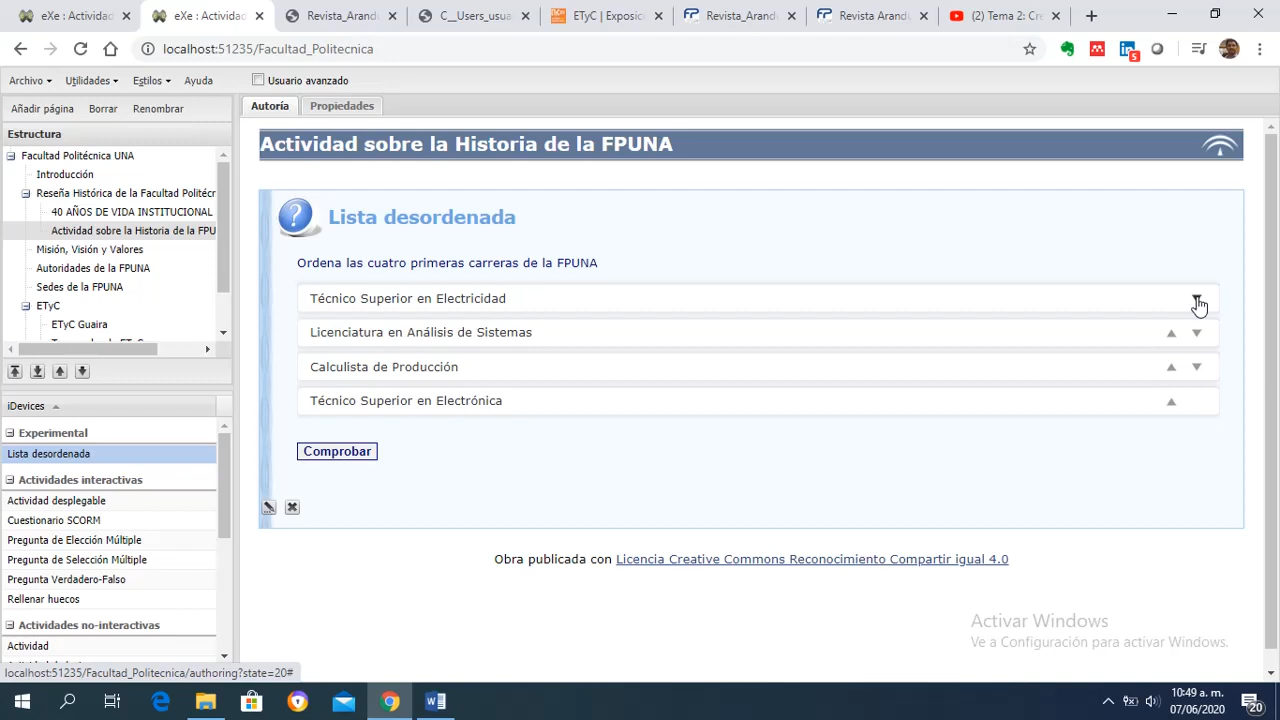 eXe : Actividad
eXe : Actividad
Revista_Arand
C__Users_usua
ETyC | Exposic
Revista_Arand
Revista Arand
(2) Tema 2: Cre
localhost:51235/Facultad_Politecnica
5
Archivo
Utilidades
Estilos
Ayuda
Usuario avanzado
Añadir página
Borrar
Renombrar
Autoría
Propiedades
Estructura
Facultad Politécnica UNA
Introducción
Reseña Histórica de la Facultad Politécr
40 AÑOS DE VIDA INSTITUCIONAL
Actividad sobre la Historia de la FPU
Misión, Visión y Valores
Autoridades de la FPUNA
Sedes de la FPUNA
ETyC
ETyC Guaira
iDevices
Experimental
Lista desordenada
Actividades interactivas
Actividad desplegable
Cuestionario SCORM
Pregunta de Elección Múltiple
Pregunta de Selección Múltiple
Pregunta Verdadero-Falso
Rellenar huecos
Actividades no-interactivas
Actividad
Actividad sobre la Historia de la FPUNA
Lista desordenada
Ordena las cuatro primeras carreras de la FPUNA
Técnico Superior en Electricidad
Licenciatura en Análisis de Sistemas
Calculista de Producción
Técnico Superior en Electrónica
Comprobar
Obra publicada con Licencia Creative Commons Reconocimiento Compartir igual 4.0
Activar Windows
Ve a Configuración para activar Windows.
localhost:51235/Facultad_Politecnica/authoring?state=20#
10:49 a. m.
07/06/2020
20